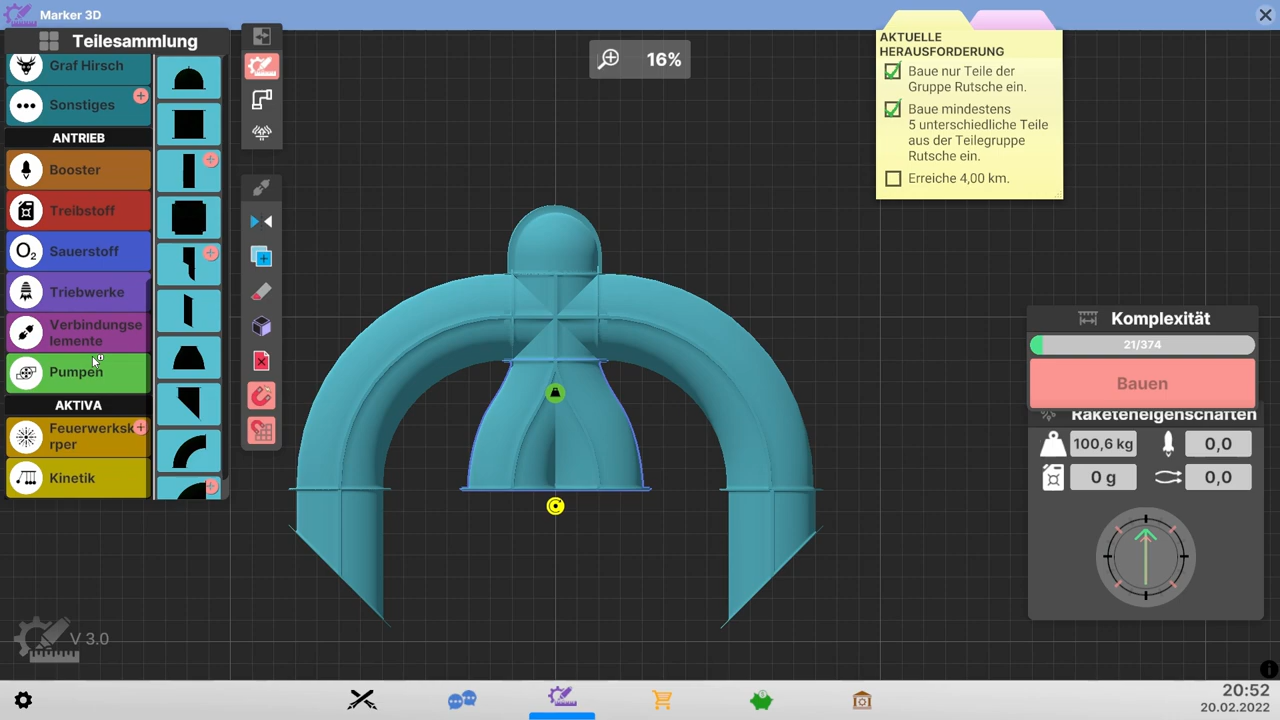 Marker 3D
Teilesammlung
Graf Hirsch
Sonstiges
ANTRIEB
Booster
Treibstoff
O2
Sauerstoff
Triebwerke
Verbindungse
lemente
Pumpen
AKTIVA
Feuerwerksk
rper
Kinetik
V 3.0
16%
AKTUELLE
HERAUSFORDERUNG
Baue nur Teile der
Gruppe Rutsche ein.
Baue mindestens
5 unterschiedliche Teile
aus der Teilegruppe
Rutsche ein.
Erreiche 4,00 km.
Komplexität
21/374
Bauen
Raketeneigenschaften
100,6 kg
0,0
0 g
0,0
20:52
20.02.2022